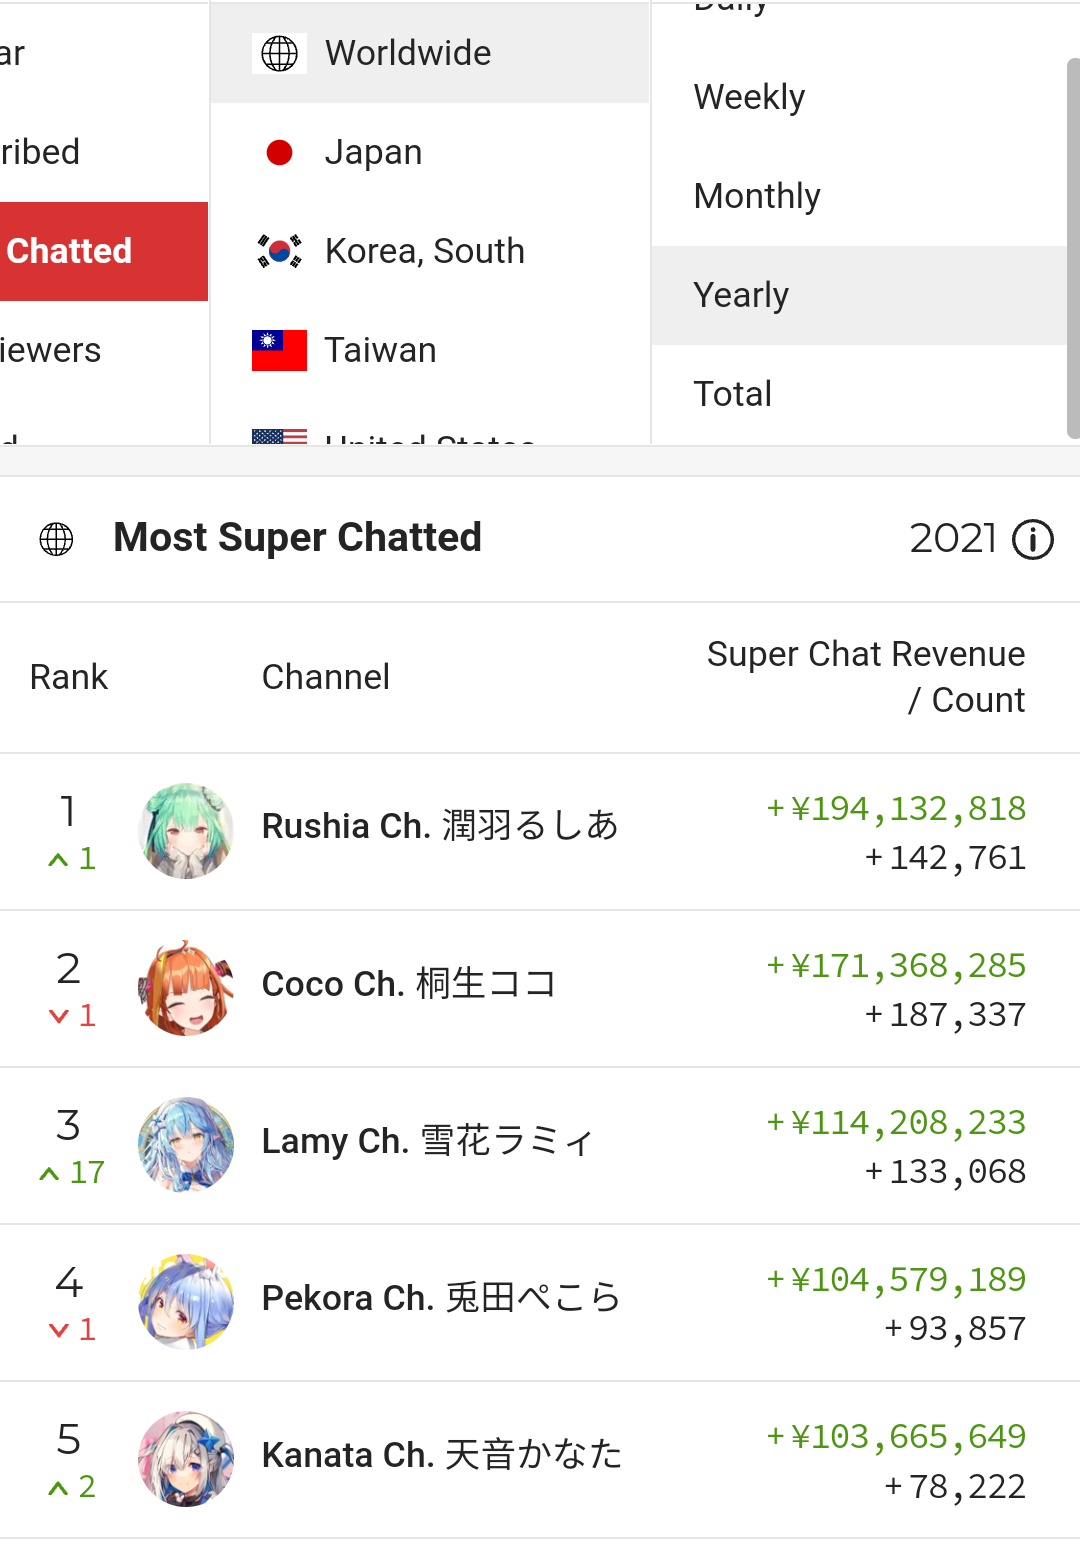 ar
ribed
Chatted
iewers
Worldwide
Japan
Korea, South
Taiwan
United States
Daily
Weekly
Monthly
Yearly
Total
Most Super Chatted
2021
Rank
Channel
Super Chat Revenue
/ Count
1
1
Rushia Ch. 潤羽るしあ
+¥194,132,818
+142,761
2
1
Coco Ch. 桐生ココ
+¥171,368,285
+187,337
3
17
Lamy Ch. 雪花ラミィ
+¥114,208,233
+133,068
4
1
Pekora Ch. 兎田ぺこら
+¥104,579,189
+93,857
5
2
Kanata Ch. 天音かなた
+¥103,665,649
+78,222